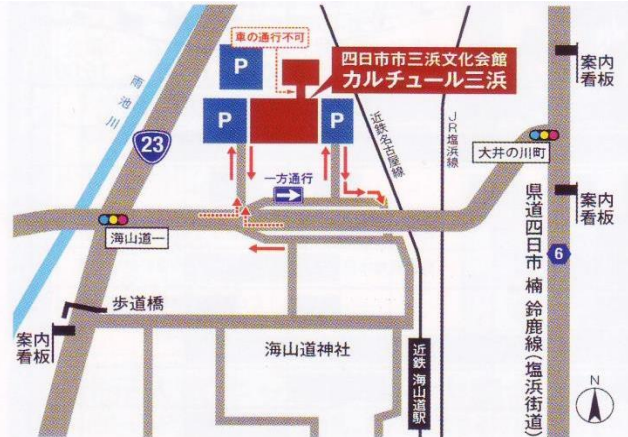 車の通行不可
四日市市三浜文化会館
カルチュール三浜
P
P
P
案内
看板
雨池川
23
近鉄名古屋線
JR塩浜線
大井の川町
一方通行
海山道一
案内
看板
県道四日市 楠 鈴鹿線(塩浜街道)
6
歩道橋
案内
看板
海山道神社
近鉄 海山道駅
N